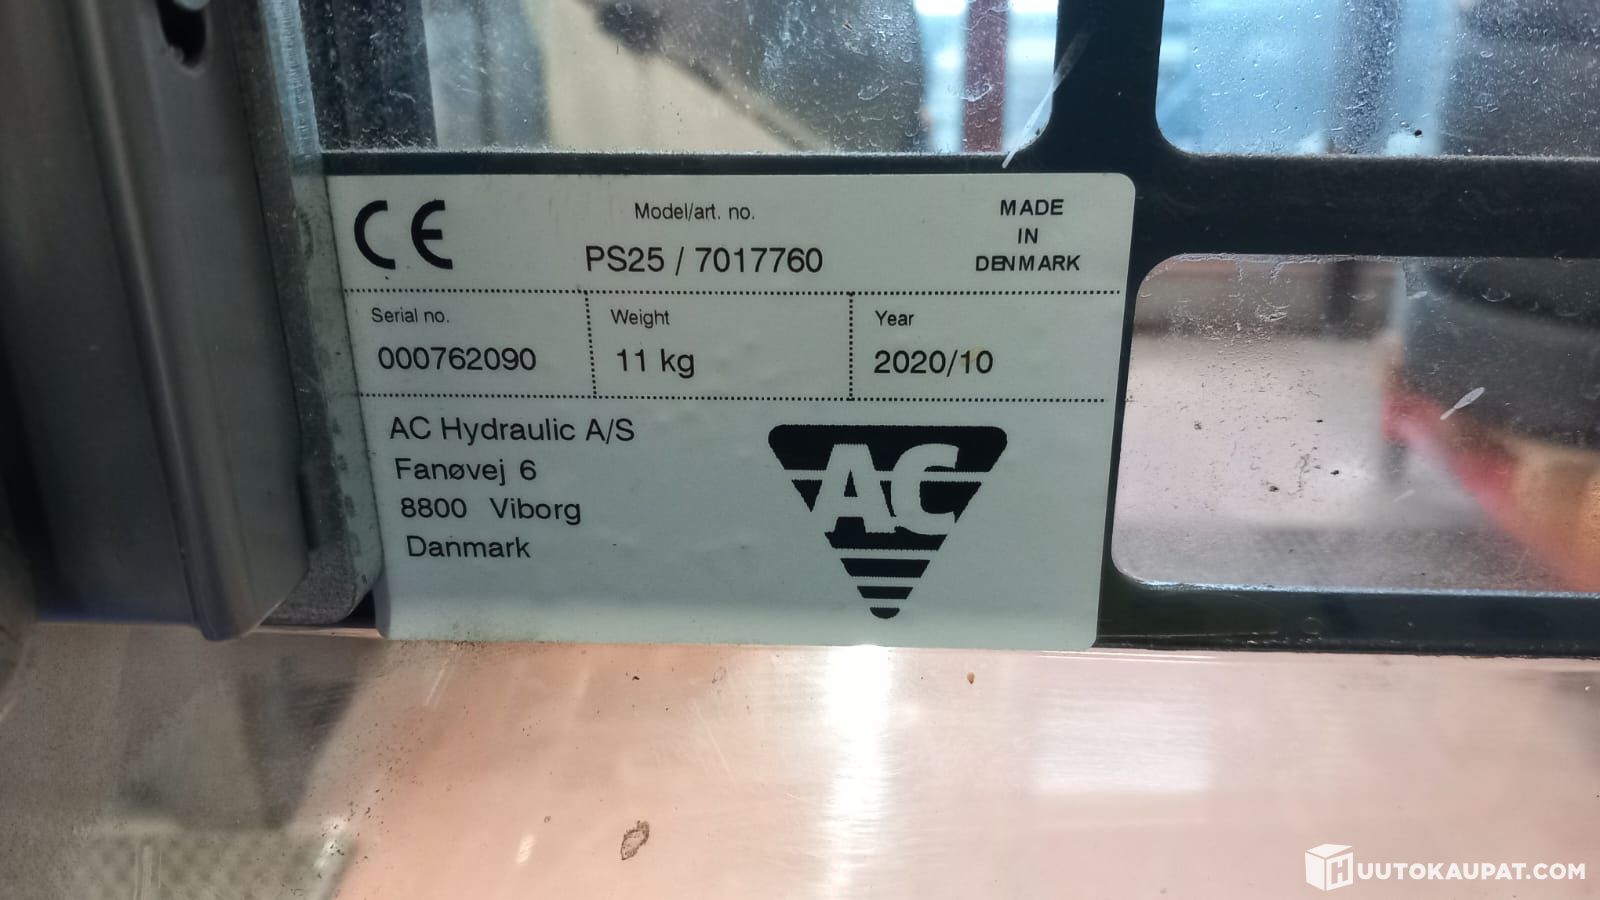 CE
Model/art. no.
PS25 / 7017760
MADE
IN
DENMARK
Serial no.
000762090
Weight
11 kg
Year
2020/10
AC Hydraulic A/S
Fanøvej 6
8800 Viborg
Danmark
AC
HUUTOKAUPAT.COM